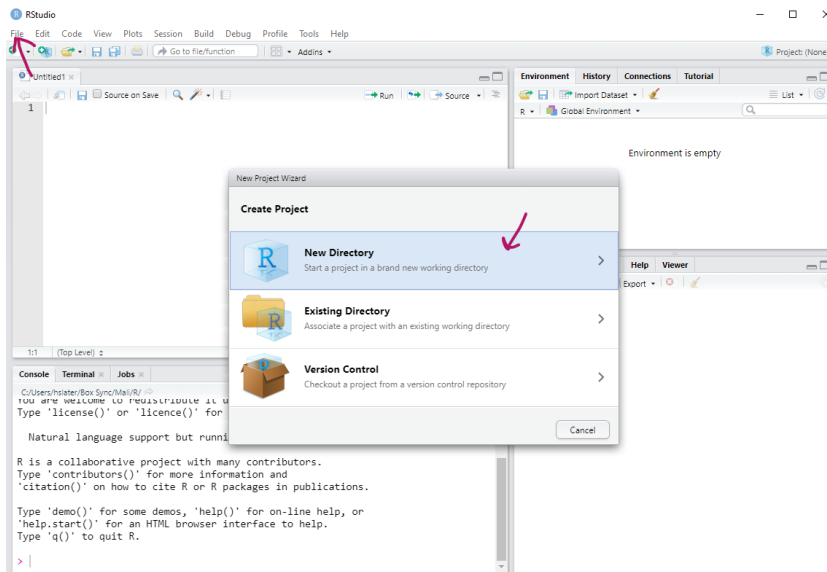 RStudio
File Edit Code View Plots Session Build Debug Profile Tools Help
Go to file/function Addins Project: (None
Untitled1
Source on Save Run Source
1
1:1 (Top Level)
Console Terminal Jobs
C:/Users/hslater/Box Sync/Mali/R/
You are welcome to redistribute it u
Type 'license()' or 'licence()' for
Natural language support but runni
R is a collaborative project with many contributors.
Type 'contributors()' for more information and
'citation()' on how to cite R or R packages in publications.
Type 'demo()' for some demos, 'help()' for on-line help, or
'help.start()' for an HTML browser interface to help.
Type 'q()' to quit R.
>
Environment History Connections Tutorial
Import Dataset List
R Global Environment
Environment is empty
Help Viewer
Export
New Project Wizard
Create Project
R
New Directory
Start a project in a brand new working directory
R
Existing Directory
Associate a project with an existing working directory
Version Control
Checkout a project from a version control repository
Cancel